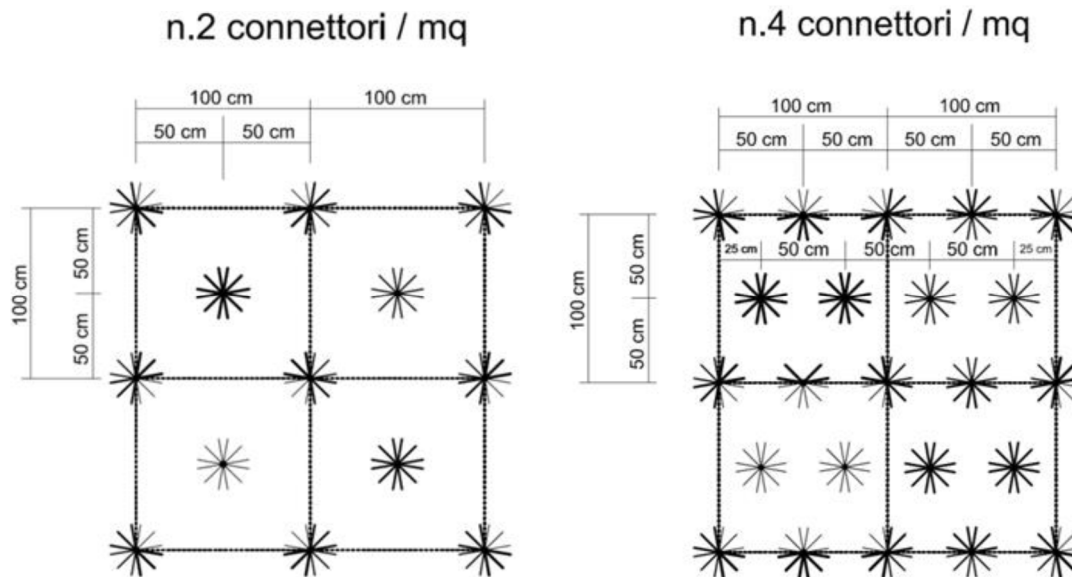 n.2 connettori / mq
100 cm 100 cm
50 cm 50 cm
100 cm
50 cm
50 cm
n.4 connettori / mq
100 cm 100 cm
50 cm 50 cm 50 cm 50 cm
25 cm 50 cm 50 cm 50 cm 25 cm
100 cm
50 cm
50 cm